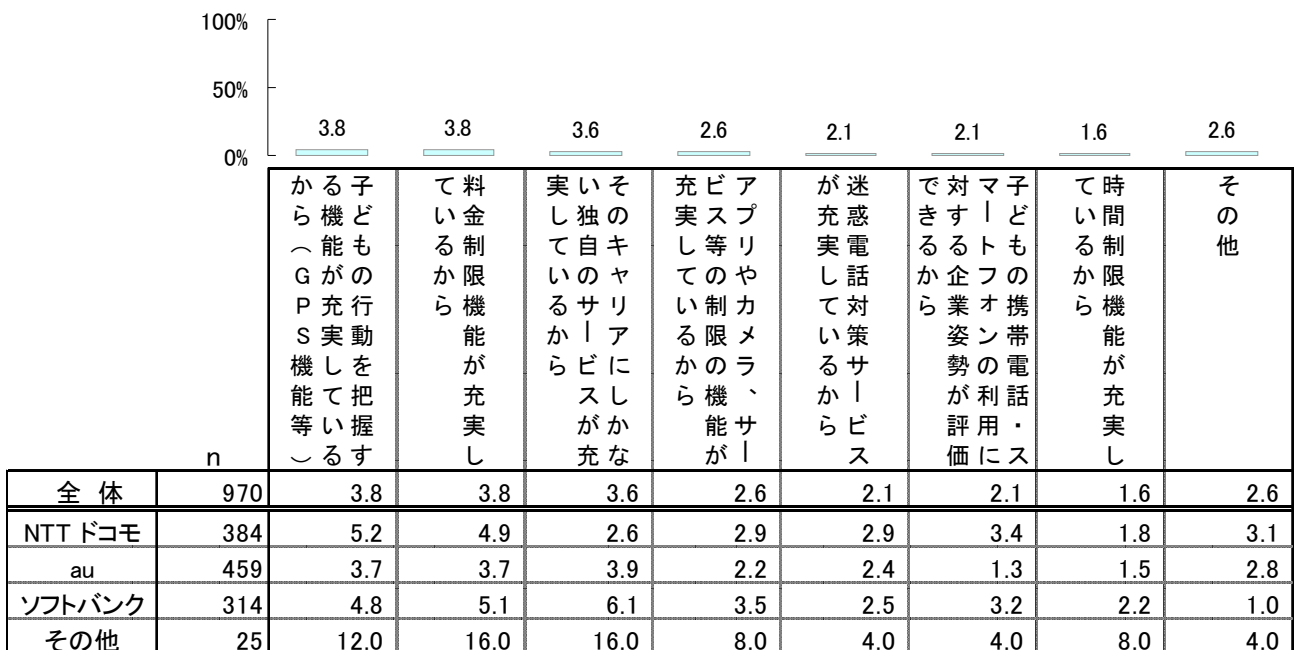 100%
50%
0%
3.8 3.8 3.6 2.6 2.1 2.1 1.6 2.6
子どもの行動を把握す
る機能が充実している
から（GPS機能等）
料金制限機能が充実し
ているから
そのキャリアにしかな
い独自のサービスが充
実しているから
アプリやカメラ、サー
ビス等の制限の機能が
充実しているから
迷惑電話対策サービス
が充実しているから
子どもの携帯電話・ス
マートフォンの利用に
対する企業姿勢が評価
できるから
時間制限機能が充実し
ているから
その他
n
全 体 970 3.8 3.8 3.6 2.6 2.1 2.1 1.6 2.6
NTTドコモ 384 5.2 4.9 2.6 2.9 2.9 3.4 1.8 3.1
au 459 3.7 3.7 3.9 2.2 2.4 1.3 1.5 2.8
ソフトバンク 314 4.8 5.1 6.1 3.5 2.5 3.2 2.2 1.0
その他 25 12.0 16.0 16.0 8.0 4.0 4.0 8.0 4.0